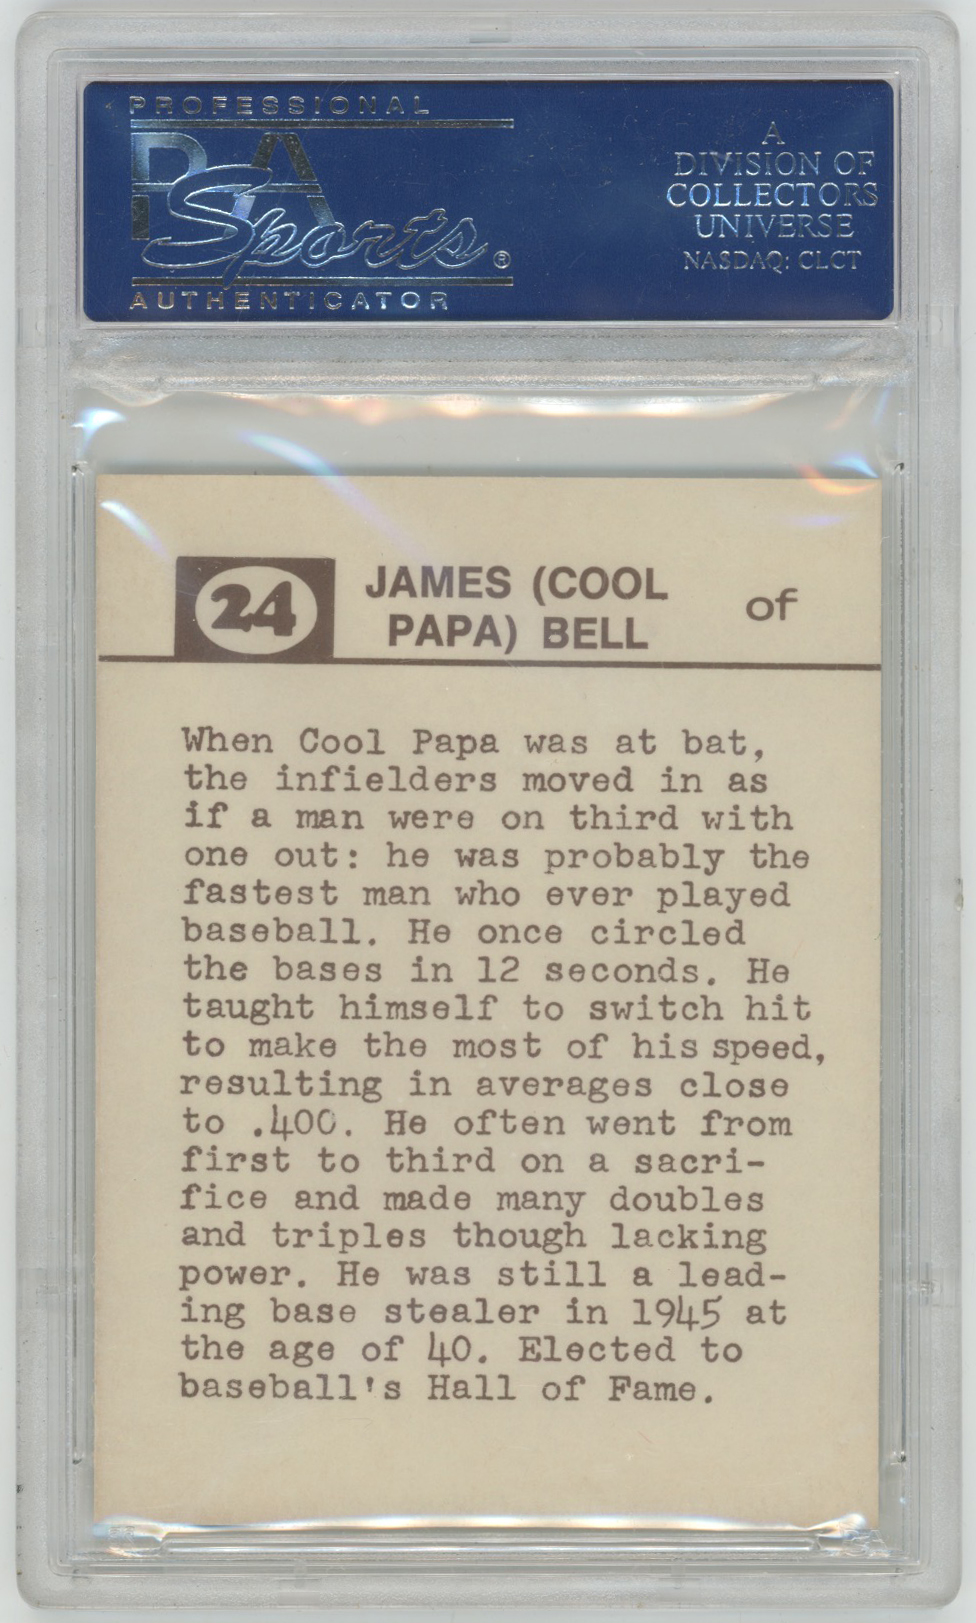 PROFESSIONAL
PSA
Sports®
AUTHENTICATOR
A
DIVISION OF
COLLECTORS
UNIVERSE
NASDAQ: CLCT
24
JAMES (COOL
PAPA) BELL
of
When Cool Papa was at bat,
the infielders moved in as
if a man were on third with
one out: he was probably the
fastest man who ever played
baseball. He once circled
the bases in 12 seconds. He
taught himself to switch hit
to make the most of his speed,
resulting in averages close
to .400. He often went from
first to third on a sacri-
fice and made many doubles
and triples though lacking
power. He was still a lead-
ing base stealer in 1945 at
the age of 40. Elected to
baseball's Hall of Fame.